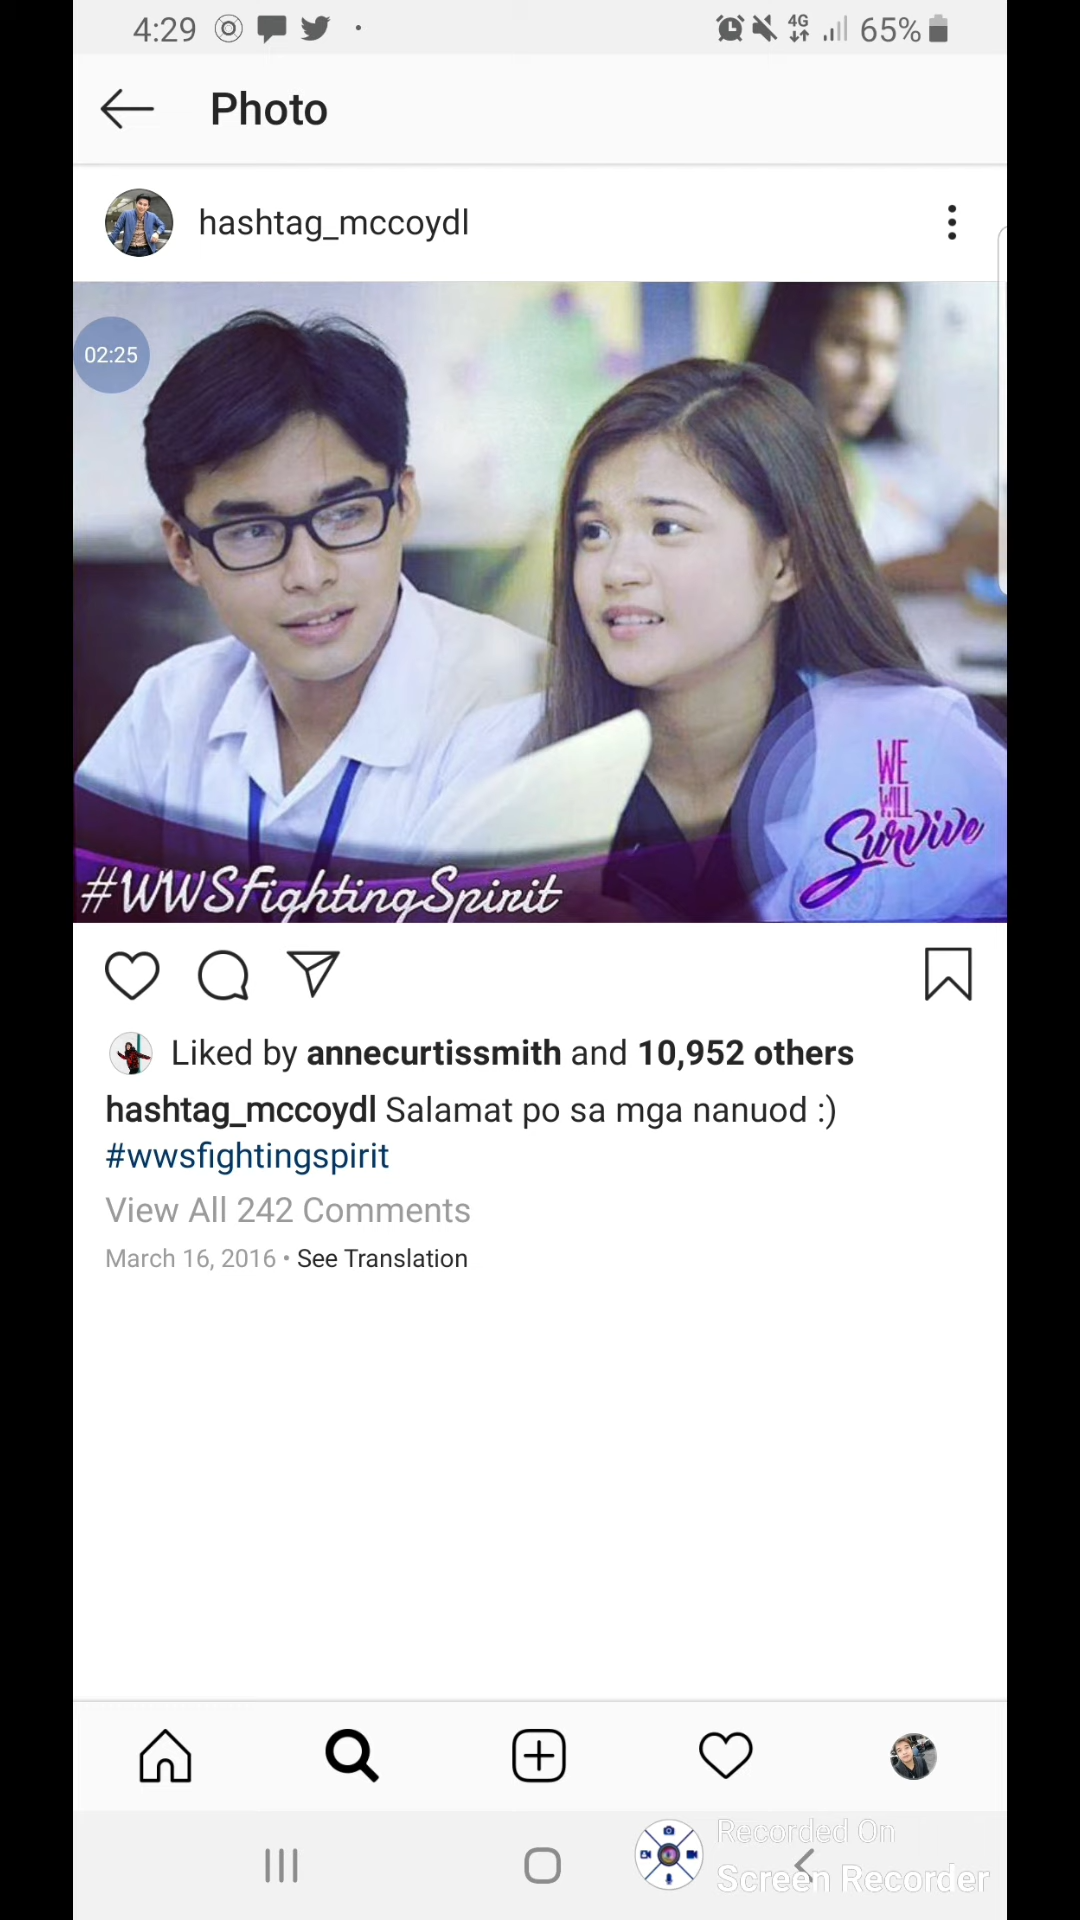 4:29
4G
65%
Photo
hashtag_mccoydl
02:25
WE
WILL
Survive
#WWSFightingSpirit
Liked by annecurtissmith and 10,952 others
hashtag_mccoydl Salamat po sa mga nanuod :)
#wwsfightingspirit
View All 242 Comments
March 16, 2016 • See Translation
Recorded On
Screen Recorder